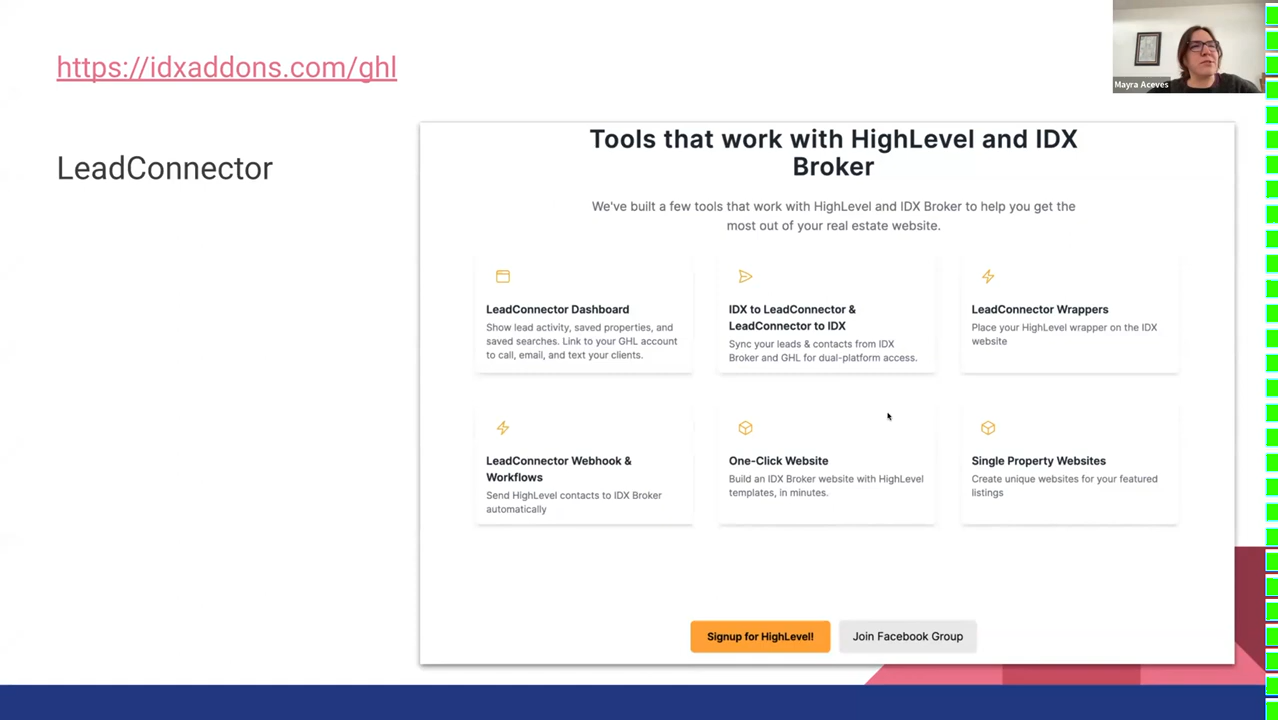 https://idxaddons.com/ghl
Mayra Aceves
LeadConnector
Tools that work with HighLevel and IDX
Broker
We've built a few tools that work with HighLevel and IDX Broker to help you get the
most out of your real estate website.
LeadConnector Dashboard
Show lead activity, saved properties, and
saved searches. Link to your GHL account
to call, email, and text your clients.
IDX to LeadConnector &
LeadConnector to IDX
Sync your leads & contacts from IDX
Broker and GHL for dual-platform access.
LeadConnector Wrappers
Place your HighLevel wrapper on the IDX
website
LeadConnector Webhook &
Workflows
Send HighLevel contacts to IDX Broker
automatically
One-Click Website
Build an IDX Broker website with HighLevel
templates, in minutes.
Single Property Websites
Create unique websites for your featured
listings
Signup for HighLevel!
Join Facebook Group